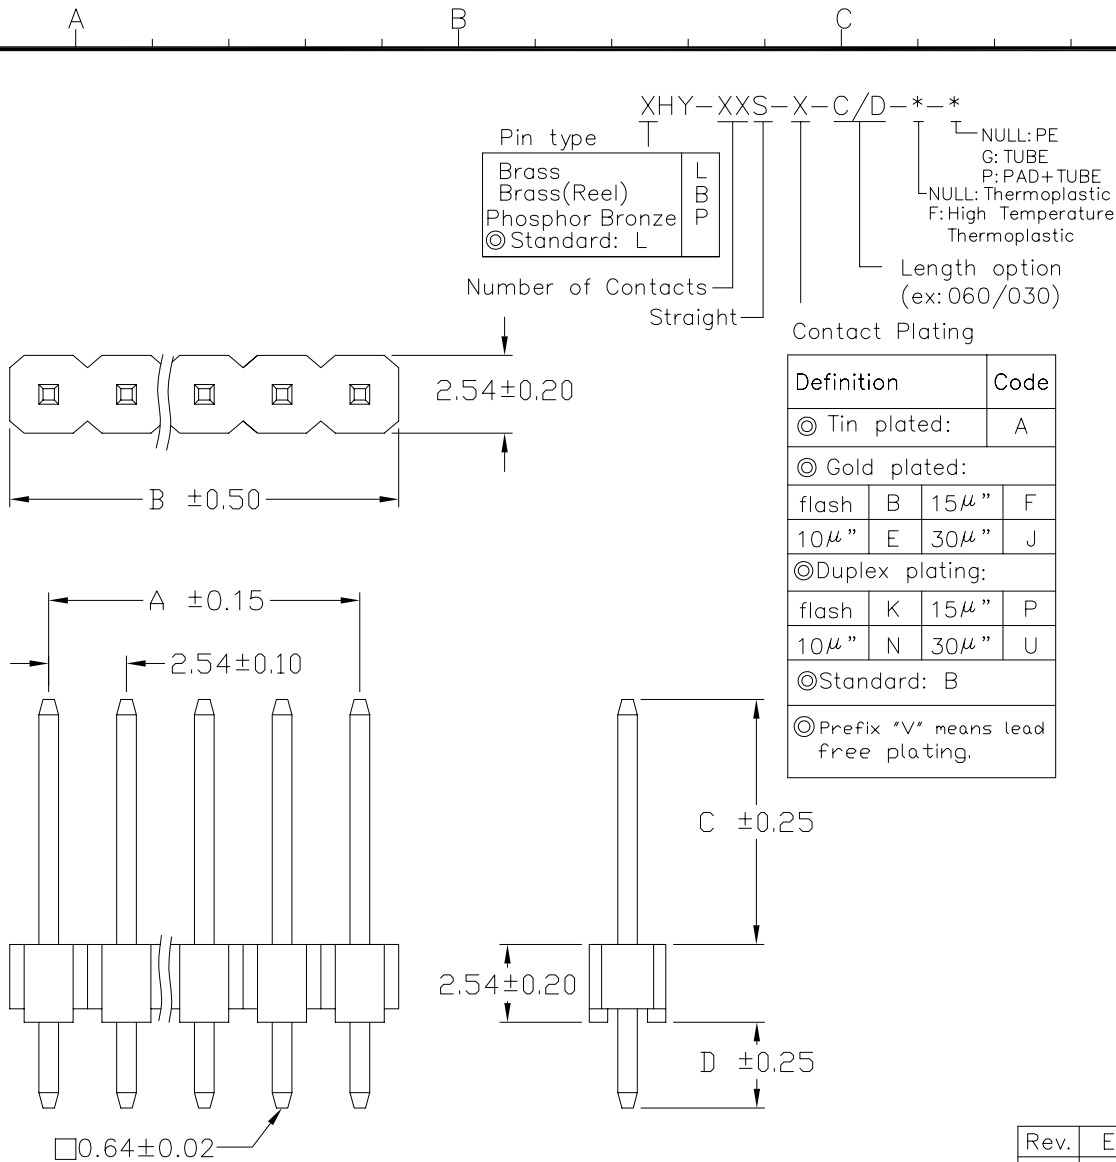 A B C
XHY-XXS-X-C/D-*-*
Pin type
Brass L
Brass(Reel) B
Phosphor Bronze P
◎ Standard: L
NULL: PE
G: TUBE
P: PAD+TUBE
NULL: Thermoplastic
F: High Temperature
Thermoplastic
Length option
(ex: 060/030)
Number of Contacts
Straight
Contact Plating
Definition Code
◎ Tin plated: A
◎ Gold plated:
flash B 15μ" F
10μ" E 30μ" J
◎Duplex plating:
flash K 15μ" P
10μ" N 30μ" U
◎Standard: B
◎Prefix "V" means lead
free plating.
2.54±0.20
B ±0.50
A ±0.15
2.54±0.10
C ±0.25
2.54±0.20
D ±0.25
□0.64±0.02
Rev. E